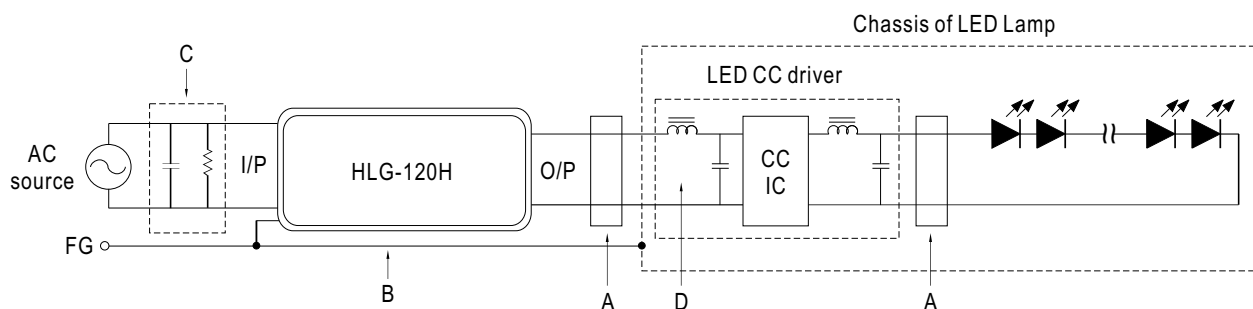 Chassis of LED Lamp
C
LED CC driver
AC
source
I/P
HLG-120H
O/P
CC
IC
FG
B
A
D
A